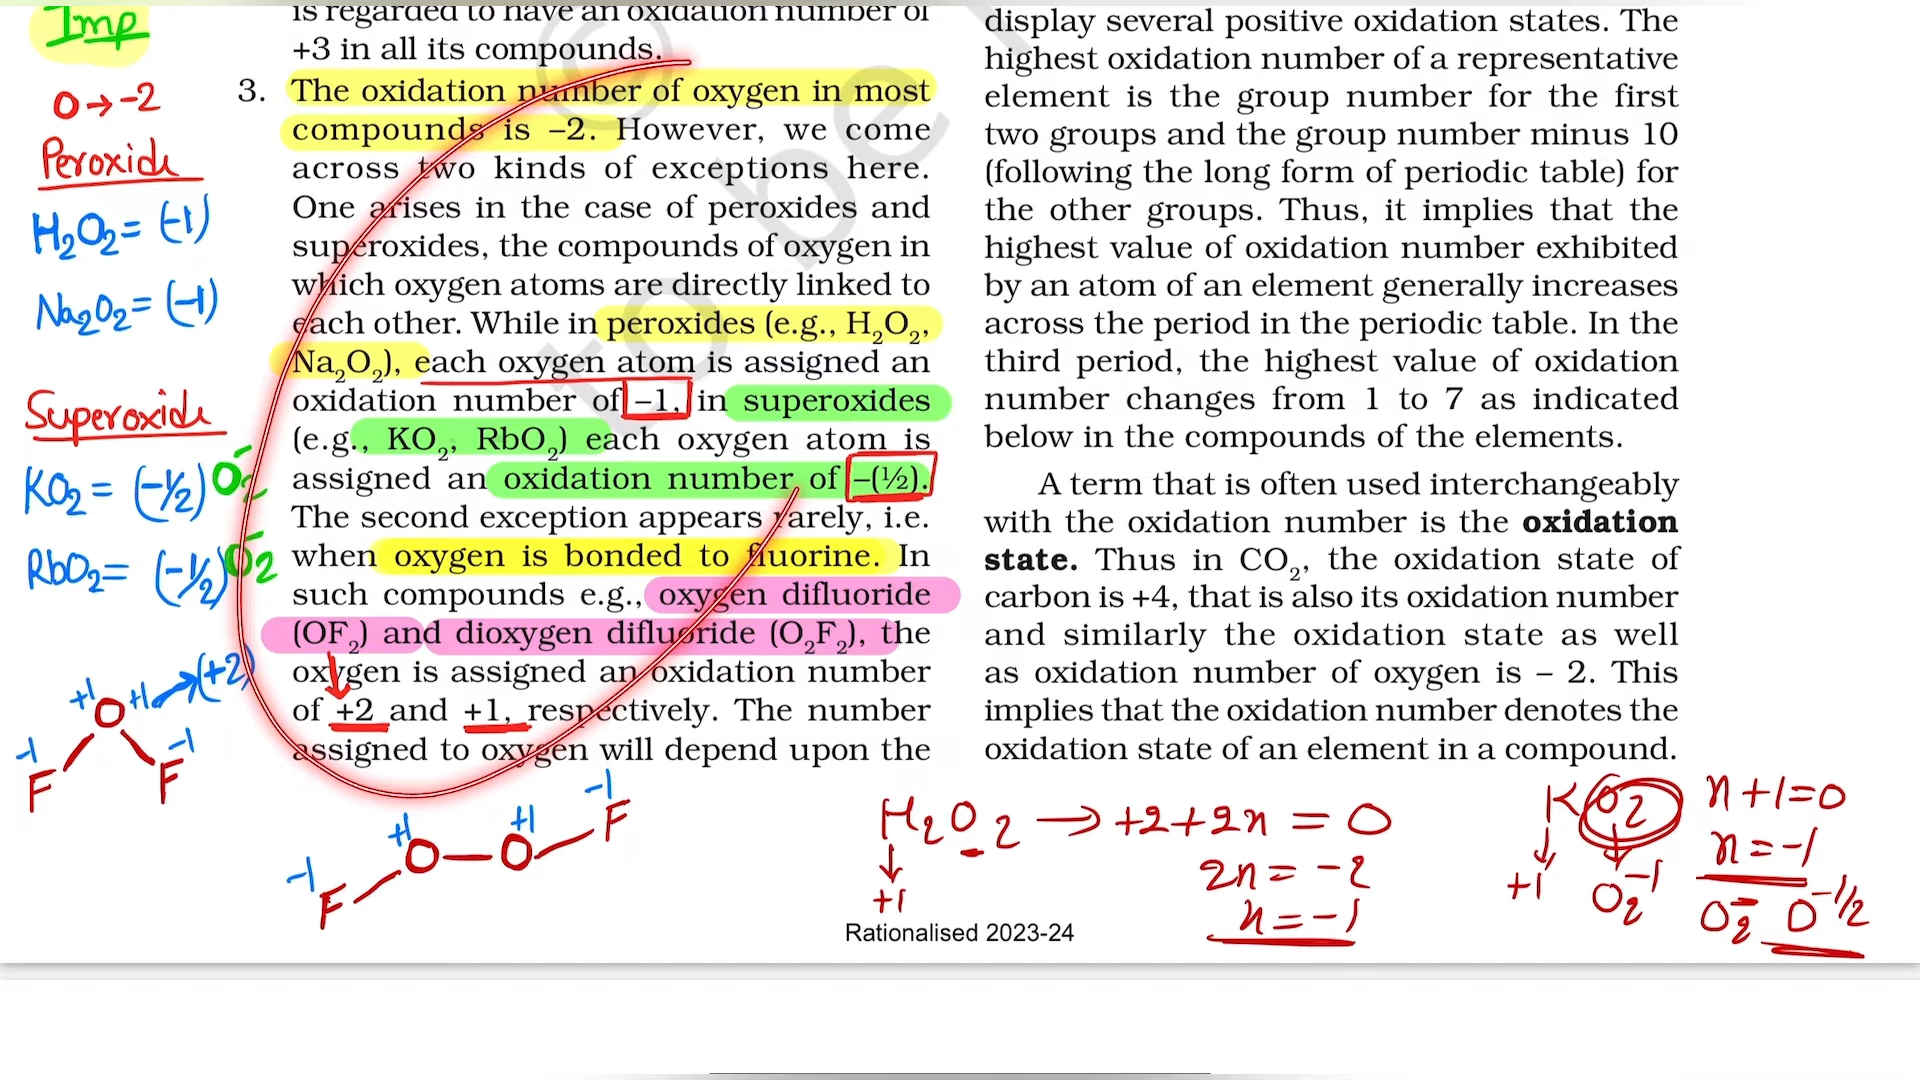 Imp
O → -2
Peroxide
H₂O₂ = (-1)
Na₂O₂ = (-1)
Superoxide
KO₂ = (-1/2) O₂⁻
RbO₂ = (-1/2) O₂⁻
+1 O +1 → (+2)
-1 F -1 F
is regarded to have an oxidation number of
+3 in all its compounds.
3. The oxidation number of oxygen in most
compounds is –2. However, we come
across two kinds of exceptions here.
One arises in the case of peroxides and
superoxides, the compounds of oxygen in
which oxygen atoms are directly linked to
each other. While in peroxides (e.g., H₂O₂,
Na₂O₂), each oxygen atom is assigned an
oxidation number of –1, in superoxides
(e.g., KO₂, RbO₂) each oxygen atom is
assigned an oxidation number of –(½).
The second exception appears rarely, i.e.
when oxygen is bonded to fluorine. In
such compounds e.g., oxygen difluoride
(OF₂) and dioxygen difluoride (O₂F₂), the
oxygen is assigned an oxidation number
of +2 and +1, respectively. The number
assigned to oxygen will depend upon the
-1 F +1 O — O +1 F -1
display several positive oxidation states. The
highest oxidation number of a representative
element is the group number for the first
two groups and the group number minus 10
(following the long form of periodic table) for
the other groups. Thus, it implies that the
highest value of oxidation number exhibited
by an atom of an element generally increases
across the period in the periodic table. In the
third period, the highest value of oxidation
number changes from 1 to 7 as indicated
below in the compounds of the elements.
A term that is often used interchangeably
with the oxidation number is the oxidation
state. Thus in CO₂, the oxidation state of
carbon is +4, that is also its oxidation number
and similarly the oxidation state as well
as oxidation number of oxygen is – 2. This
implies that the oxidation number denotes the
oxidation state of an element in a compound.
H₂O₂ → +2+2x = 0
2x = -2
+1
x = -1
KO₂ x+1=0
x = -1
+1 O₂⁻¹
O₂⁻ O⁻¹/²
Rationalised 2023-24
© to be